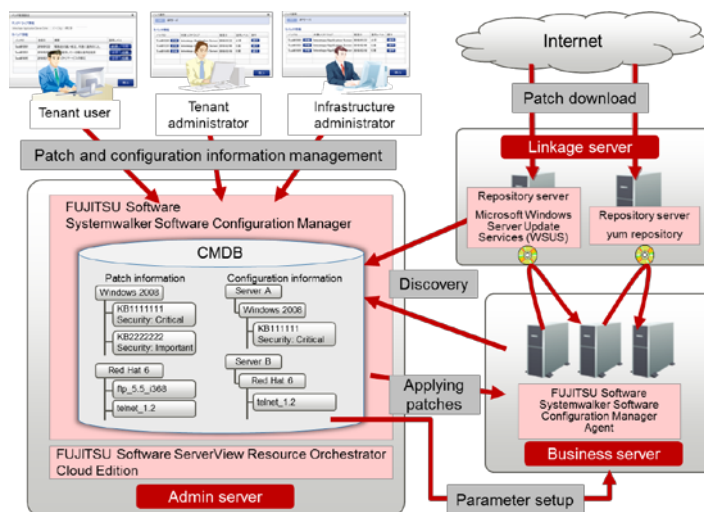 Internet
Patch download
Tenant user
Tenant
administrator
Infrastructure
administrator
Patch and configuration information management
Linkage server
Repository server
Microsoft Windows
Server Update
Services (WSUS)
Repository server
yum repository
FUJITSU Software
Systemwalker Software Configuration Manager
CMDB
Patch information
Windows 2008
KB1111111
Security: Critical
KB2222222
Security: Important
Red Hat 6
ftp_5.5_i368
telnet_1.2
Configuration information
Server A
Windows 2008
KB111111
Security: Critical
Server B
Red Hat 6
telnet_1.2
Discovery
Applying
patches
FUJITSU Software
Systemwalker Software
Configuration Manager
Agent
Business server
FUJITSU Software ServerView Resource Orchestrator
Cloud Edition
Admin server
Parameter setup